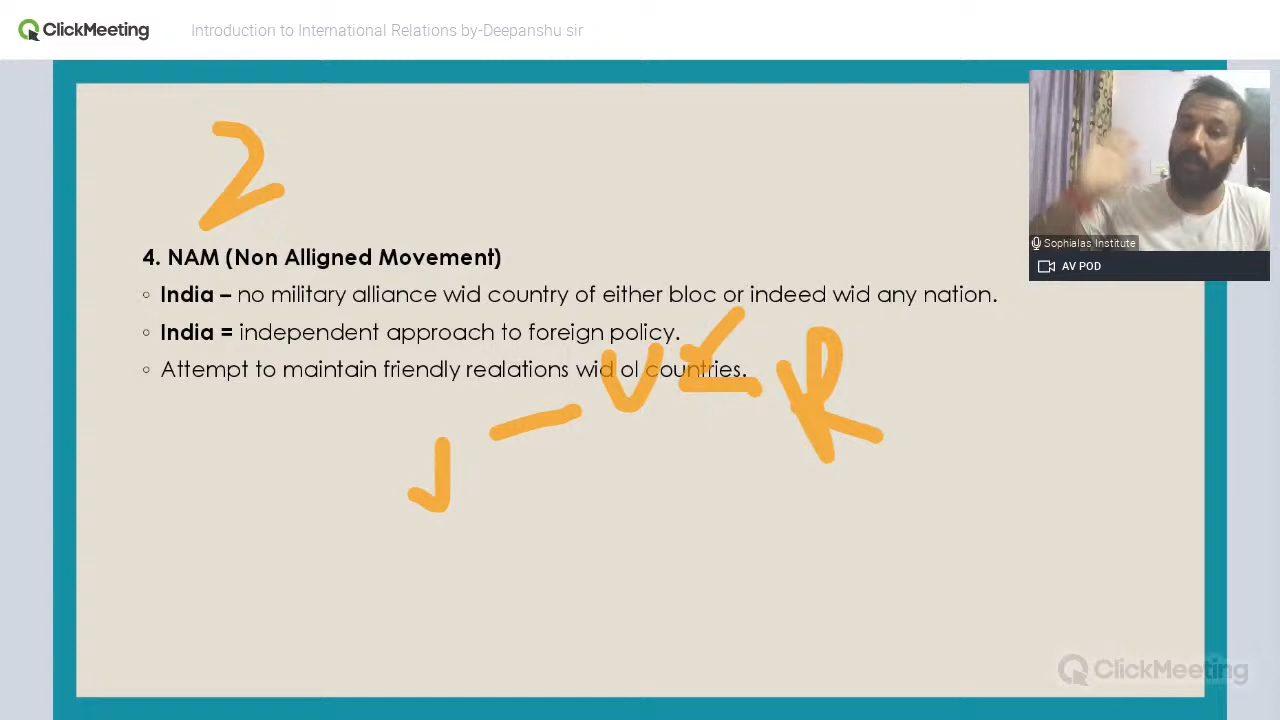 ClickMeeting Introduction to International Relations by-Deepanshu sir
2
4. NAM (Non Alligned Movement)
◦ India – no military alliance wid country of either bloc or indeed wid any nation.
◦ India = independent approach to foreign policy.
◦ Attempt to maintain friendly realations wid ol countries.
Sophialas Institute
AV POD
ClickMeeting